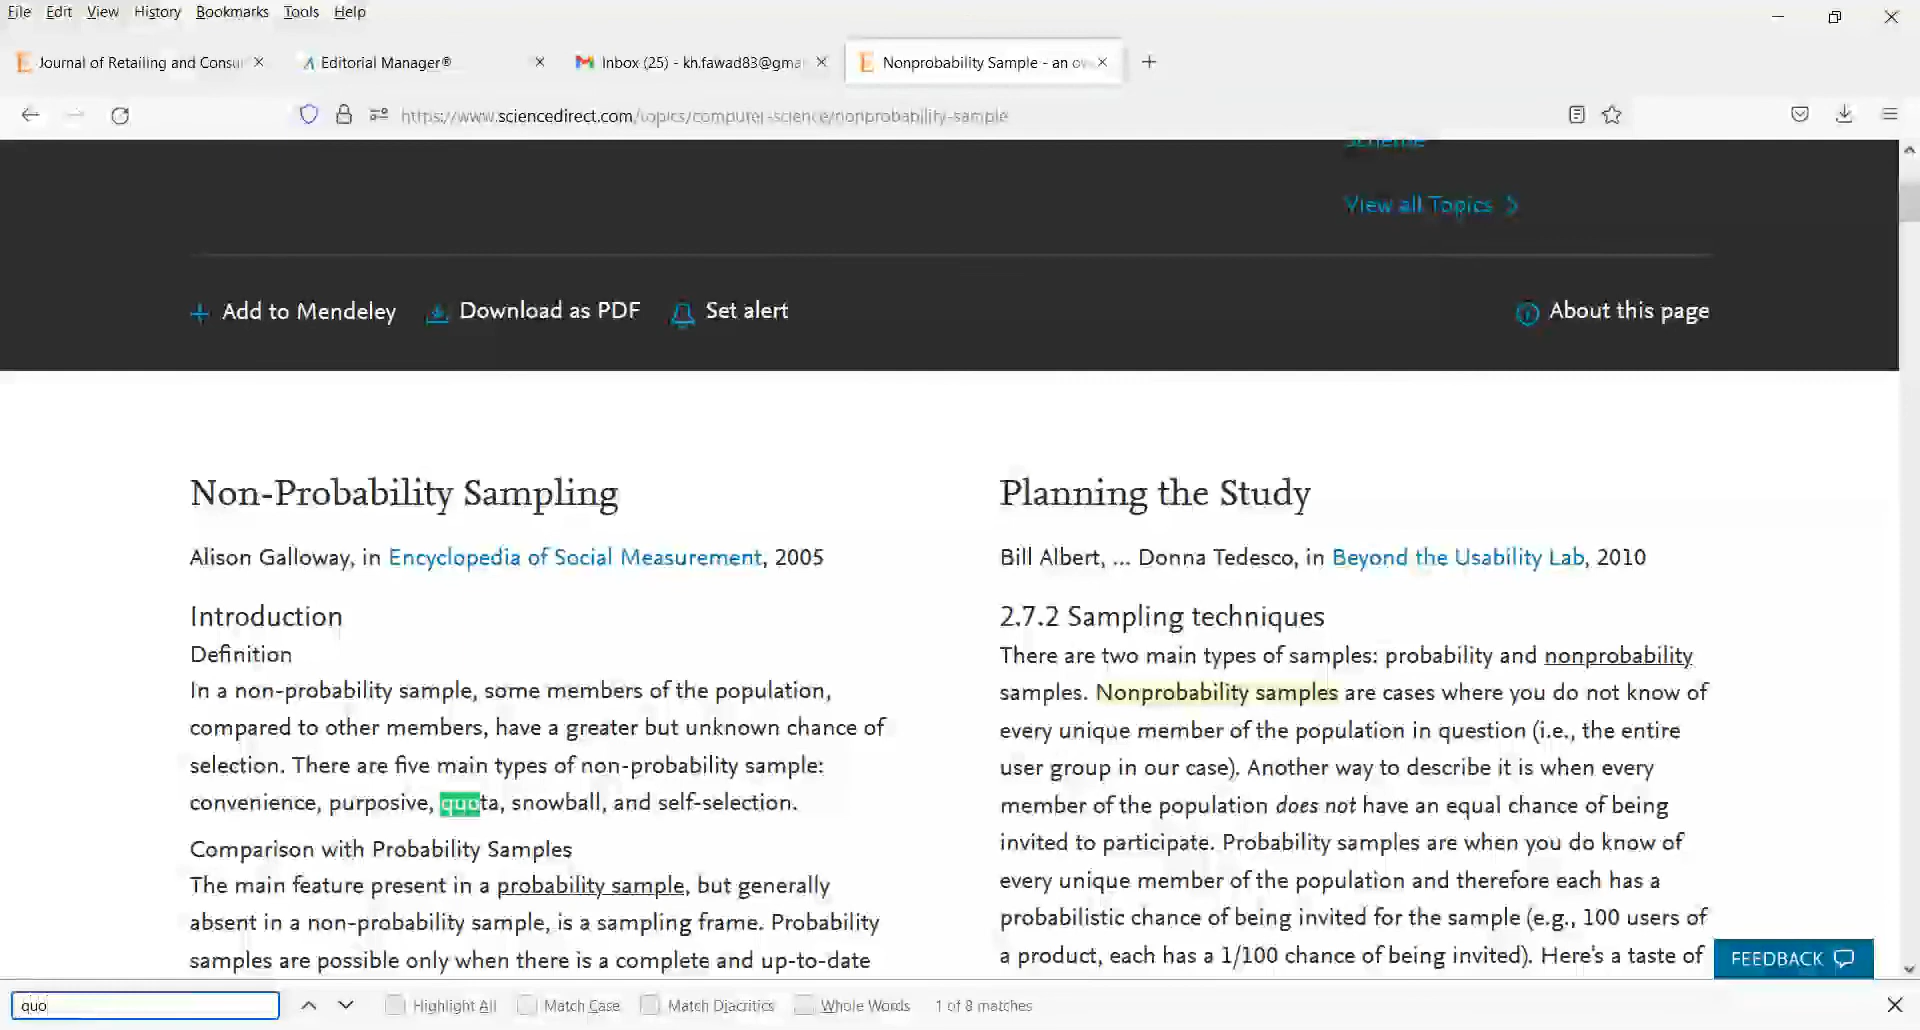 File Edit View History Bookmarks Tools Help
Journal of Retailing and Consu
Editorial Manager®
Inbox (25) - kh.fawad83@gma
Nonprobability Sample - an ov
https://www.sciencedirect.com/topics/computer-science/nonprobability-sample
Scheme
View all Topics
Add to Mendeley Download as PDF Set alert About this page
Non-Probability Sampling
Alison Galloway, in Encyclopedia of Social Measurement, 2005
Introduction
Definition
In a non-probability sample, some members of the population,
compared to other members, have a greater but unknown chance of
selection. There are five main types of non-probability sample:
convenience, purposive, quota, snowball, and self-selection.
Comparison with Probability Samples
The main feature present in a probability sample, but generally
absent in a non-probability sample, is a sampling frame. Probability
samples are possible only when there is a complete and up-to-date
Planning the Study
Bill Albert, ... Donna Tedesco, in Beyond the Usability Lab, 2010
2.7.2 Sampling techniques
There are two main types of samples: probability and nonprobability
samples. Nonprobability samples are cases where you do not know of
every unique member of the population in question (i.e., the entire
user group in our case). Another way to describe it is when every
member of the population does not have an equal chance of being
invited to participate. Probability samples are when you do know of
every unique member of the population and therefore each has a
probabilistic chance of being invited for the sample (e.g., 100 users of
a product, each has a 1/100 chance of being invited). Here's a taste of
FEEDBACK
quo
Highlight All Match Case Match Diacritics Whole Words 1 of 8 matches